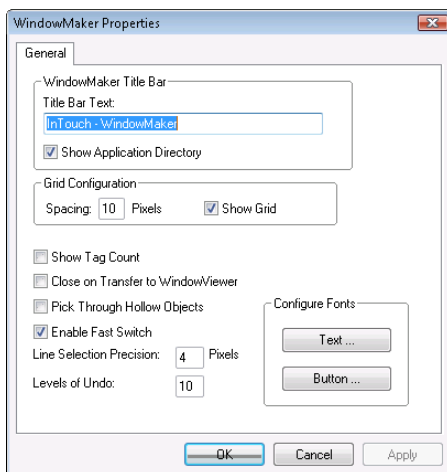 WindowMaker Properties
General
WindowMaker Title Bar
Title Bar Text:
InTouch - WindowMaker
Show Application Directory
Grid Configuration
Spacing: 10 Pixels Show Grid
Show Tag Count
Close on Transfer to WindowViewer
Pick Through Hollow Objects
Enable Fast Switch
Line Selection Precision: 4 Pixels
Levels of Undo: 10
Configure Fonts
Text ...
Button ...
OK Cancel Apply